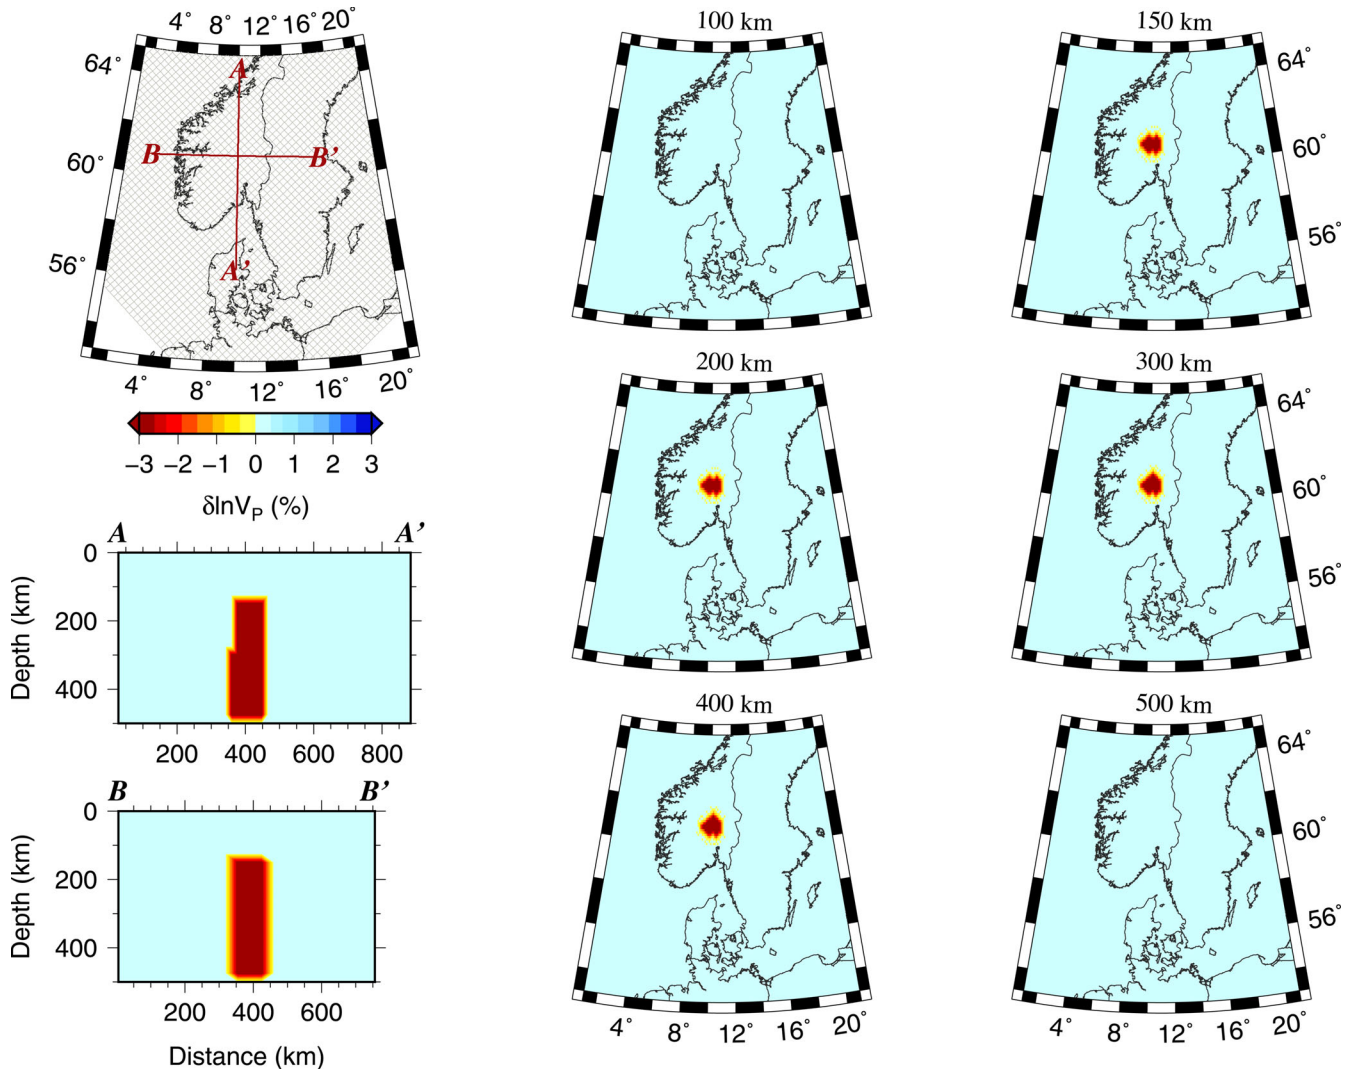 4° 8° 12° 16° 20°
64°
60°
56°
A
B B’
A’
4° 8° 12° 16° 20°
−3 −2 −1 0 1 2 3
δlnVP (%)
A A’
0
200
400
Depth (km)
200 400 600 800
B B’
0
200
400
Depth (km)
200 400 600
Distance (km)
100 km
150 km
64°
60°
56°
200 km
300 km
64°
60°
56°
400 km
500 km
64°
60°
56°
4° 8° 12° 16° 20°
4° 8° 12° 16° 20°